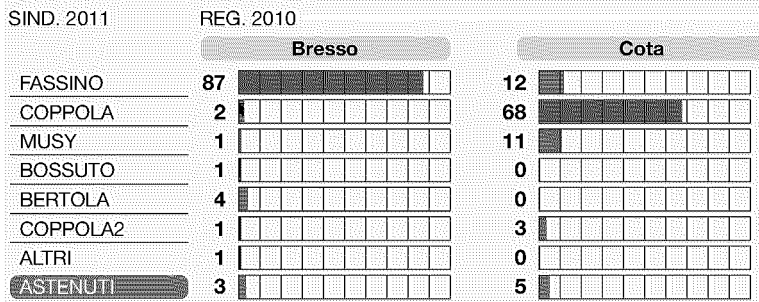 SIND. 2011 REG. 2010
Bresso Cota
FASSINO 87 12
COPPOLA 2 68
MUSY 1 11
BOSSUTO 1 0
BERTOLA 4 0
COPPOLA2 1 3
ALTRI 1 0
ASTENUTI 3 5